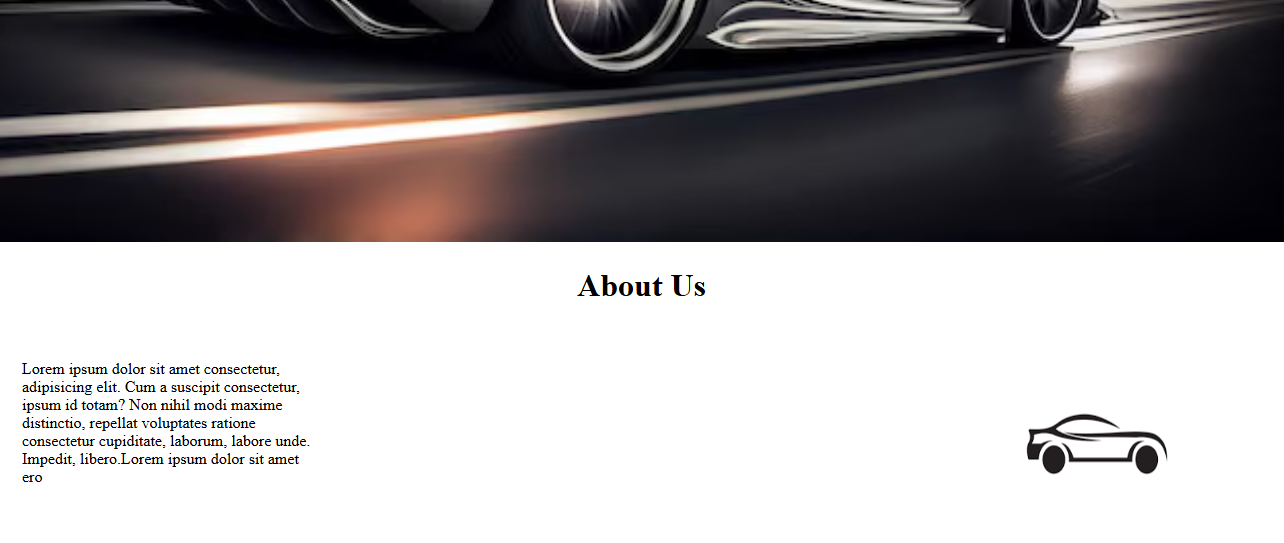 About Us
Lorem ipsum dolor sit amet consectetur,
adipisicing elit. Cum a suscipit consectetur,
ipsum id totam? Non nihil modi maxime
distinctio, repellat voluptates ratione
consectetur cupiditate, laborum, labore unde.
Impedit, libero.Lorem ipsum dolor sit amet
ero